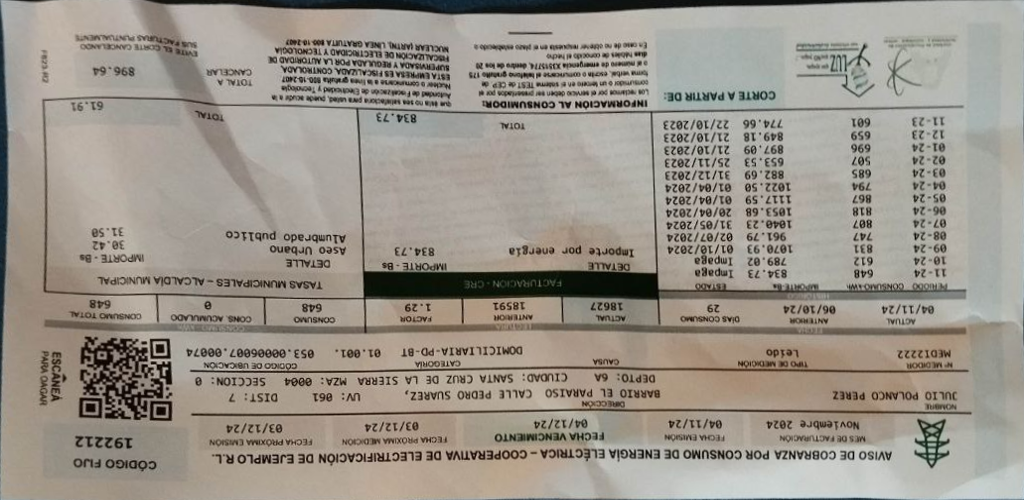 AVISO DE COBRANZA POR CONSUMO DE ENERGÍA ELÉCTRICA – COOPERATIVA DE ELECTRIFICACIÓN DE EJEMPLO R.L.
CÓDIGO FIJO
192212
MES DE FACTURACIÓN
Noviembre 2024
FECHA EMISIÓN
04/11/24
FECHA VENCIMIENTO
04/12/24
FECHA PRÓXIMA MEDICIÓN
03/12/24
FECHA PRÓXIMA EMISIÓN
03/12/24
NOMBRE
JULIO POLANCO PEREZ
DIRECCIÓN
BARRIO EL PARAISO CALLE PEDRO SUAREZ, UV: 061 DIST: 7
DEPTO: 6A CIUDAD: SANTA CRUZ DE LA SIERRA MZA: 0004 SECCION: 0
ESCANEÁ
PARA PAGAR
Nº MEDIDOR
MEDI2222
TIPO DE MEDICIÓN
Leído
CAUSA
CATEGORÍA
DOMICILIARIA-PD-BT
CÓDIGO DE UBICACIÓN
01.001. 053.0006007.00074
FECHA
ACTUAL
04/11/24
ANTERIOR
06/10/24
DÍAS CONSUMO
29
LECTURA
ACTUAL
18627
ANTERIOR
18591
FACTOR
1.29
CONSUMO - kWh
CONSUMO
648
CONS. ACUMULADO
0
CONSUMO TOTAL
648
HISTÓRICO
PERIODO CONSUMO-kWh IMPORTE-Bs ESTADO
11-24 648 834.73 Impaga
10-24 612 789.02 Impaga
09-24 831 1070.93 01/10/2024
08-24 747 961.79 02/07/2024
07-24 807 1040.23 31/05/2024
06-24 818 1053.68 20/04/2024
05-24 867 1117.59 01/04/2024
04-24 794 1022.50 01/04/2024
03-24 685 882.69 31/12/2023
02-24 507 653.53 25/11/2023
01-24 696 897.09 21/10/2023
12-23 659 849.18 21/10/2023
11-23 601 774.66 22/10/2023
FACTURACIÓN - CRE
DETALLE IMPORTE - Bs
Importe por energía 834.73
TOTAL 834.73
TASAS MUNICIPALES – ALCALDÍA MUNICIPAL
DETALLE IMPORTE - Bs
Aseo Urbano 30.42
Alumbrado público 31.50
TOTAL 61.91
CORTE A PARTIR DE:
LUZ
INFORMACIÓN AL CONSUMIDOR:
Los reclamos por el servicio deben ser presentados por el
consumidor o un tercero en el sistema TEST de CEP de
forma verbal, escrita o comunicarse al teléfono gratuito 175
o al número de emergencia 33315774, dentro de los 20
días hábiles de conocido el hecho
En caso de no obtener respuesta en el plazo establecido o
que ésta no sea satisfactoria para usted, puede acudir a la
Autoridad de Fiscalización de Electricidad y Tecnología
Nuclear o comunicarse a la línea gratuita 800-10-2407
ESTA EMPRESA ES FISCALIZADA, CONTROLADA,
SUPERVISADA Y REGULADA POR LA AUTORIDAD DE
FISCALIZACIÓN DE ELECTRICIDAD Y TECNOLOGÍA
NUCLEAR (AETN), LÍNEA GRATUITA 800-10-2407
TOTAL A
CANCELAR
896.64
EVITE EL CORTE CANCELANDO
SUS FACTURAS PUNTUALMENTE